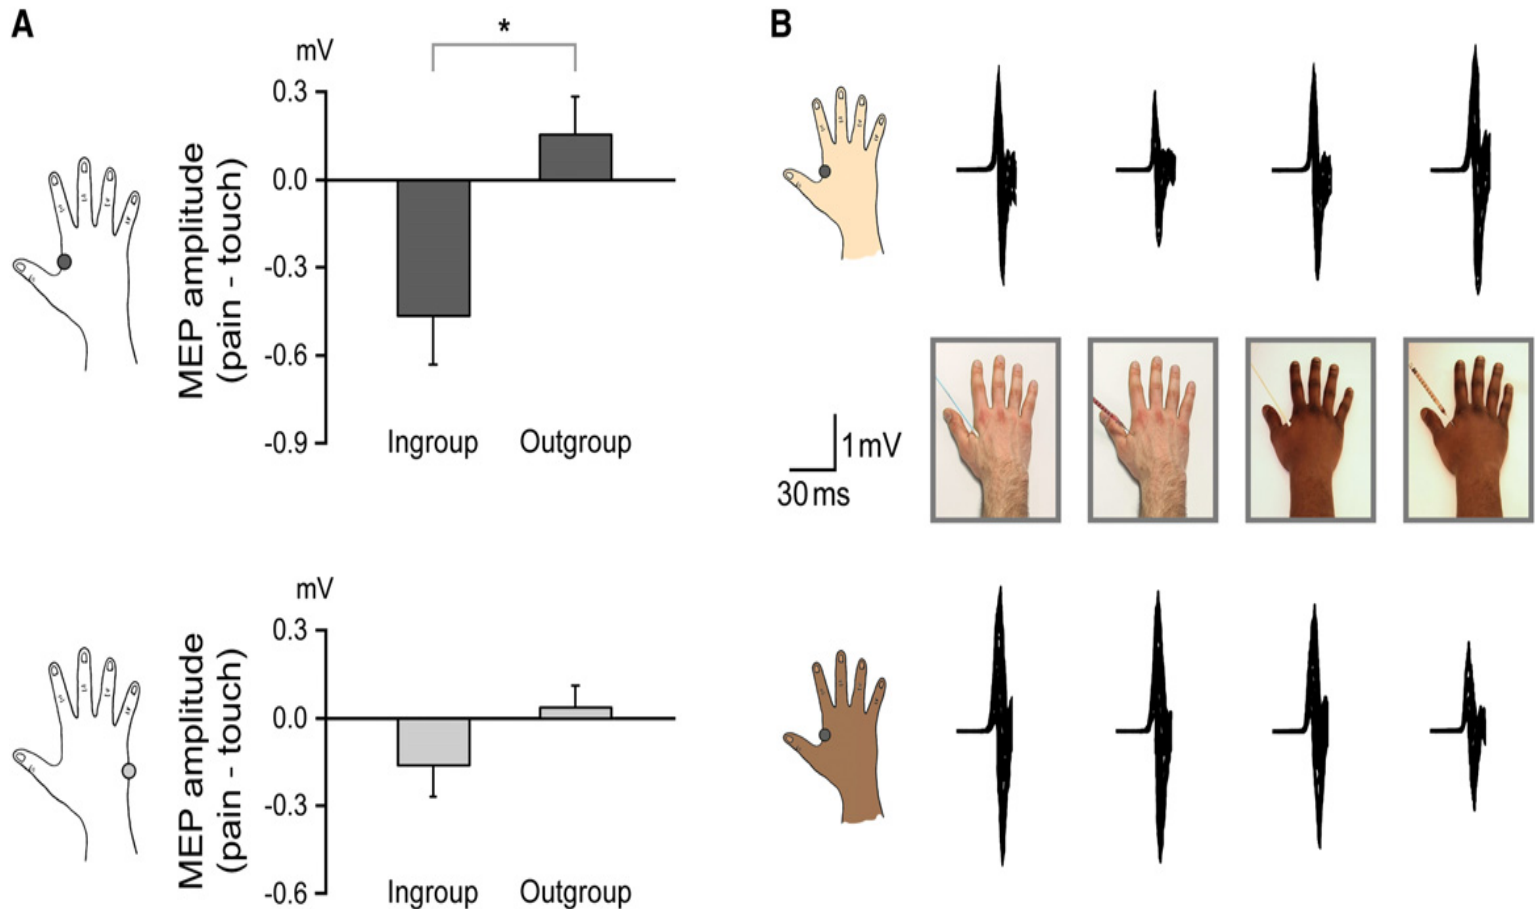 A
*
mV
0.3
0.0
-0.3
-0.6
-0.9
MEP amplitude
(pain - touch)
Ingroup Outgroup
mV
0.3
0.0
-0.3
-0.6
MEP amplitude
(pain - touch)
Ingroup Outgroup
B
1mV
30ms